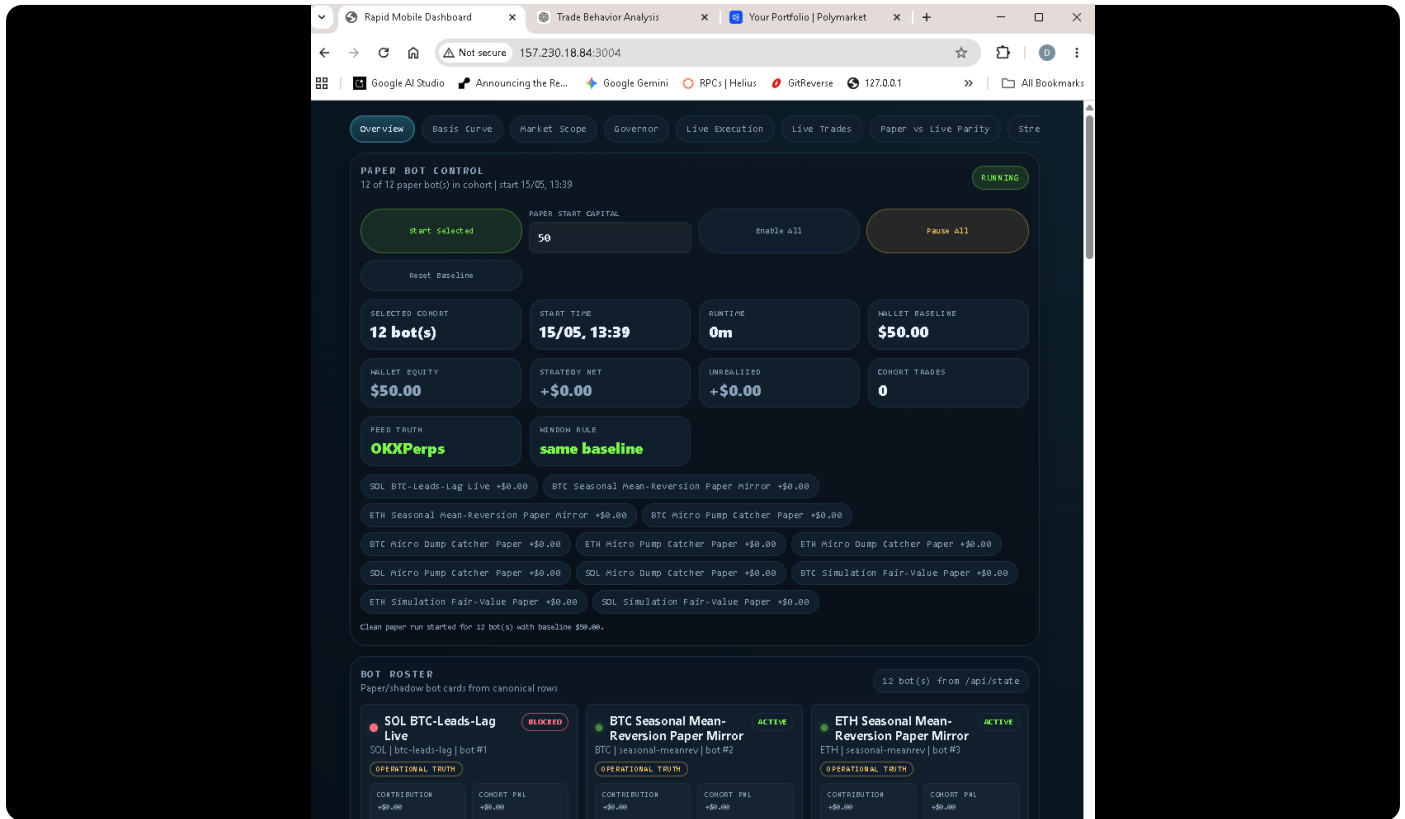 Rapid Mobile Dashboard
Trade Behavior Analysis
Your Portfolio | Polymarket
Not secure
157.230.18.84:3004
D
Google AI Studio
Announcing the Re...
Google Gemini
RPCs | Helius
GitReverse
127.0.0.1
»
All Bookmarks
Overview
Basis Curve
Market Scope
Governor
Live Execution
Live Trades
Paper vs Live Parity
Stre
PAPER BOT CONTROL
12 of 12 paper bot(s) in cohort | start 15/05, 13:39
RUNNING
Start Selected
PAPER START CAPITAL
50
Enable All
Pause All
Reset Baseline
SELECTED COHORT
12 bot(s)
START TIME
15/05, 13:39
RUNTIME
0m
WALLET BASELINE
$50.00
WALLET EQUITY
$50.00
STRATEGY NET
+$0.00
UNREALIZED
+$0.00
COHORT TRADES
0
FEED TRUTH
OKXPerps
WINDOW RULE
same baseline
SOL BTC-Leads-Lag Live +$0.00
BTC Seasonal Mean-Reversion Paper Mirror +$0.00
ETH Seasonal Mean-Reversion Paper Mirror +$0.00
BTC Micro Pump Catcher Paper +$0.00
BTC Micro Dump Catcher Paper +$0.00
ETH Micro Pump Catcher Paper +$0.00
ETH Micro Dump Catcher Paper +$0.00
SOL Micro Pump Catcher Paper +$0.00
SOL Micro Dump Catcher Paper +$0.00
BTC Simulation Fair-Value Paper +$0.00
ETH Simulation Fair-Value Paper +$0.00
SOL Simulation Fair-Value Paper +$0.00
Clean paper run started for 12 bot(s) with baseline $50.00.
BOT ROSTER
Paper/shadow bot cards from canonical rows
12 bot(s) from /api/state
SOL BTC-Leads-Lag
Live
BLOCKED
SOL | btc-leads-lag | bot #1
OPERATIONAL TRUTH
CONTRIBUTION
+$0.00
COHORT PNL
+$0.00
BTC Seasonal Mean-
Reversion Paper Mirror
ACTIVE
BTC | seasonal-meanrev | bot #2
OPERATIONAL TRUTH
CONTRIBUTION
+$0.00
COHORT PNL
+$0.00
ETH Seasonal Mean-
Reversion Paper Mirror
ACTIVE
ETH | seasonal-meanrev | bot #3
OPERATIONAL TRUTH
CONTRIBUTION
+$0.00
COHORT PNL
+$0.00